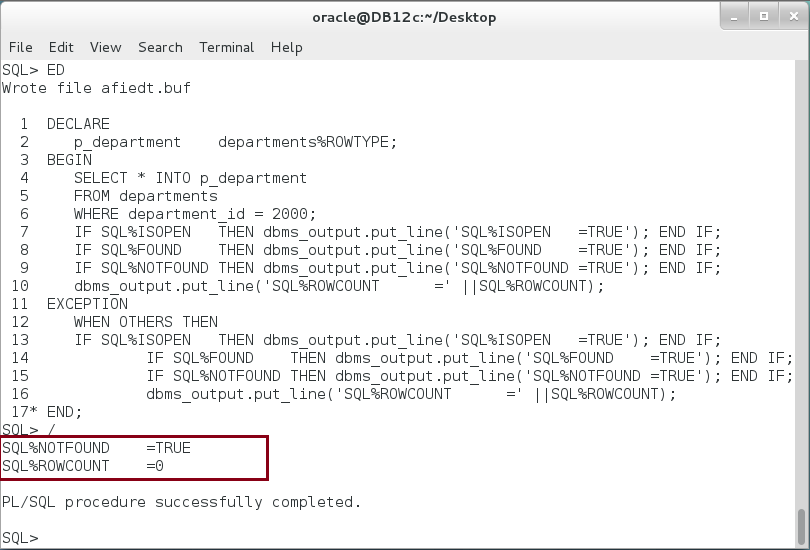 oracle@DB12c:~/Desktop
File Edit View Search Terminal Help
SQL> ED
Wrote file afiedt.buf
1 DECLARE
2 p_department departments%ROWTYPE;
3 BEGIN
4 SELECT * INTO p_department
5 FROM departments
6 WHERE department_id = 2000;
7 IF SQL%ISOPEN THEN dbms_output.put_line('SQL%ISOPEN =TRUE'); END IF;
8 IF SQL%FOUND THEN dbms_output.put_line('SQL%FOUND =TRUE'); END IF;
9 IF SQL%NOTFOUND THEN dbms_output.put_line('SQL%NOTFOUND =TRUE'); END IF;
10 dbms_output.put_line('SQL%ROWCOUNT =' ||SQL%ROWCOUNT);
11 EXCEPTION
12 WHEN OTHERS THEN
13 IF SQL%ISOPEN THEN dbms_output.put_line('SQL%ISOPEN =TRUE'); END IF;
14 IF SQL%FOUND THEN dbms_output.put_line('SQL%FOUND =TRUE'); END IF;
15 IF SQL%NOTFOUND THEN dbms_output.put_line('SQL%NOTFOUND =TRUE'); END IF;
16 dbms_output.put_line('SQL%ROWCOUNT =' ||SQL%ROWCOUNT);
17* END;
SQL> /
SQL%NOTFOUND =TRUE
SQL%ROWCOUNT =0
PL/SQL procedure successfully completed.
SQL>